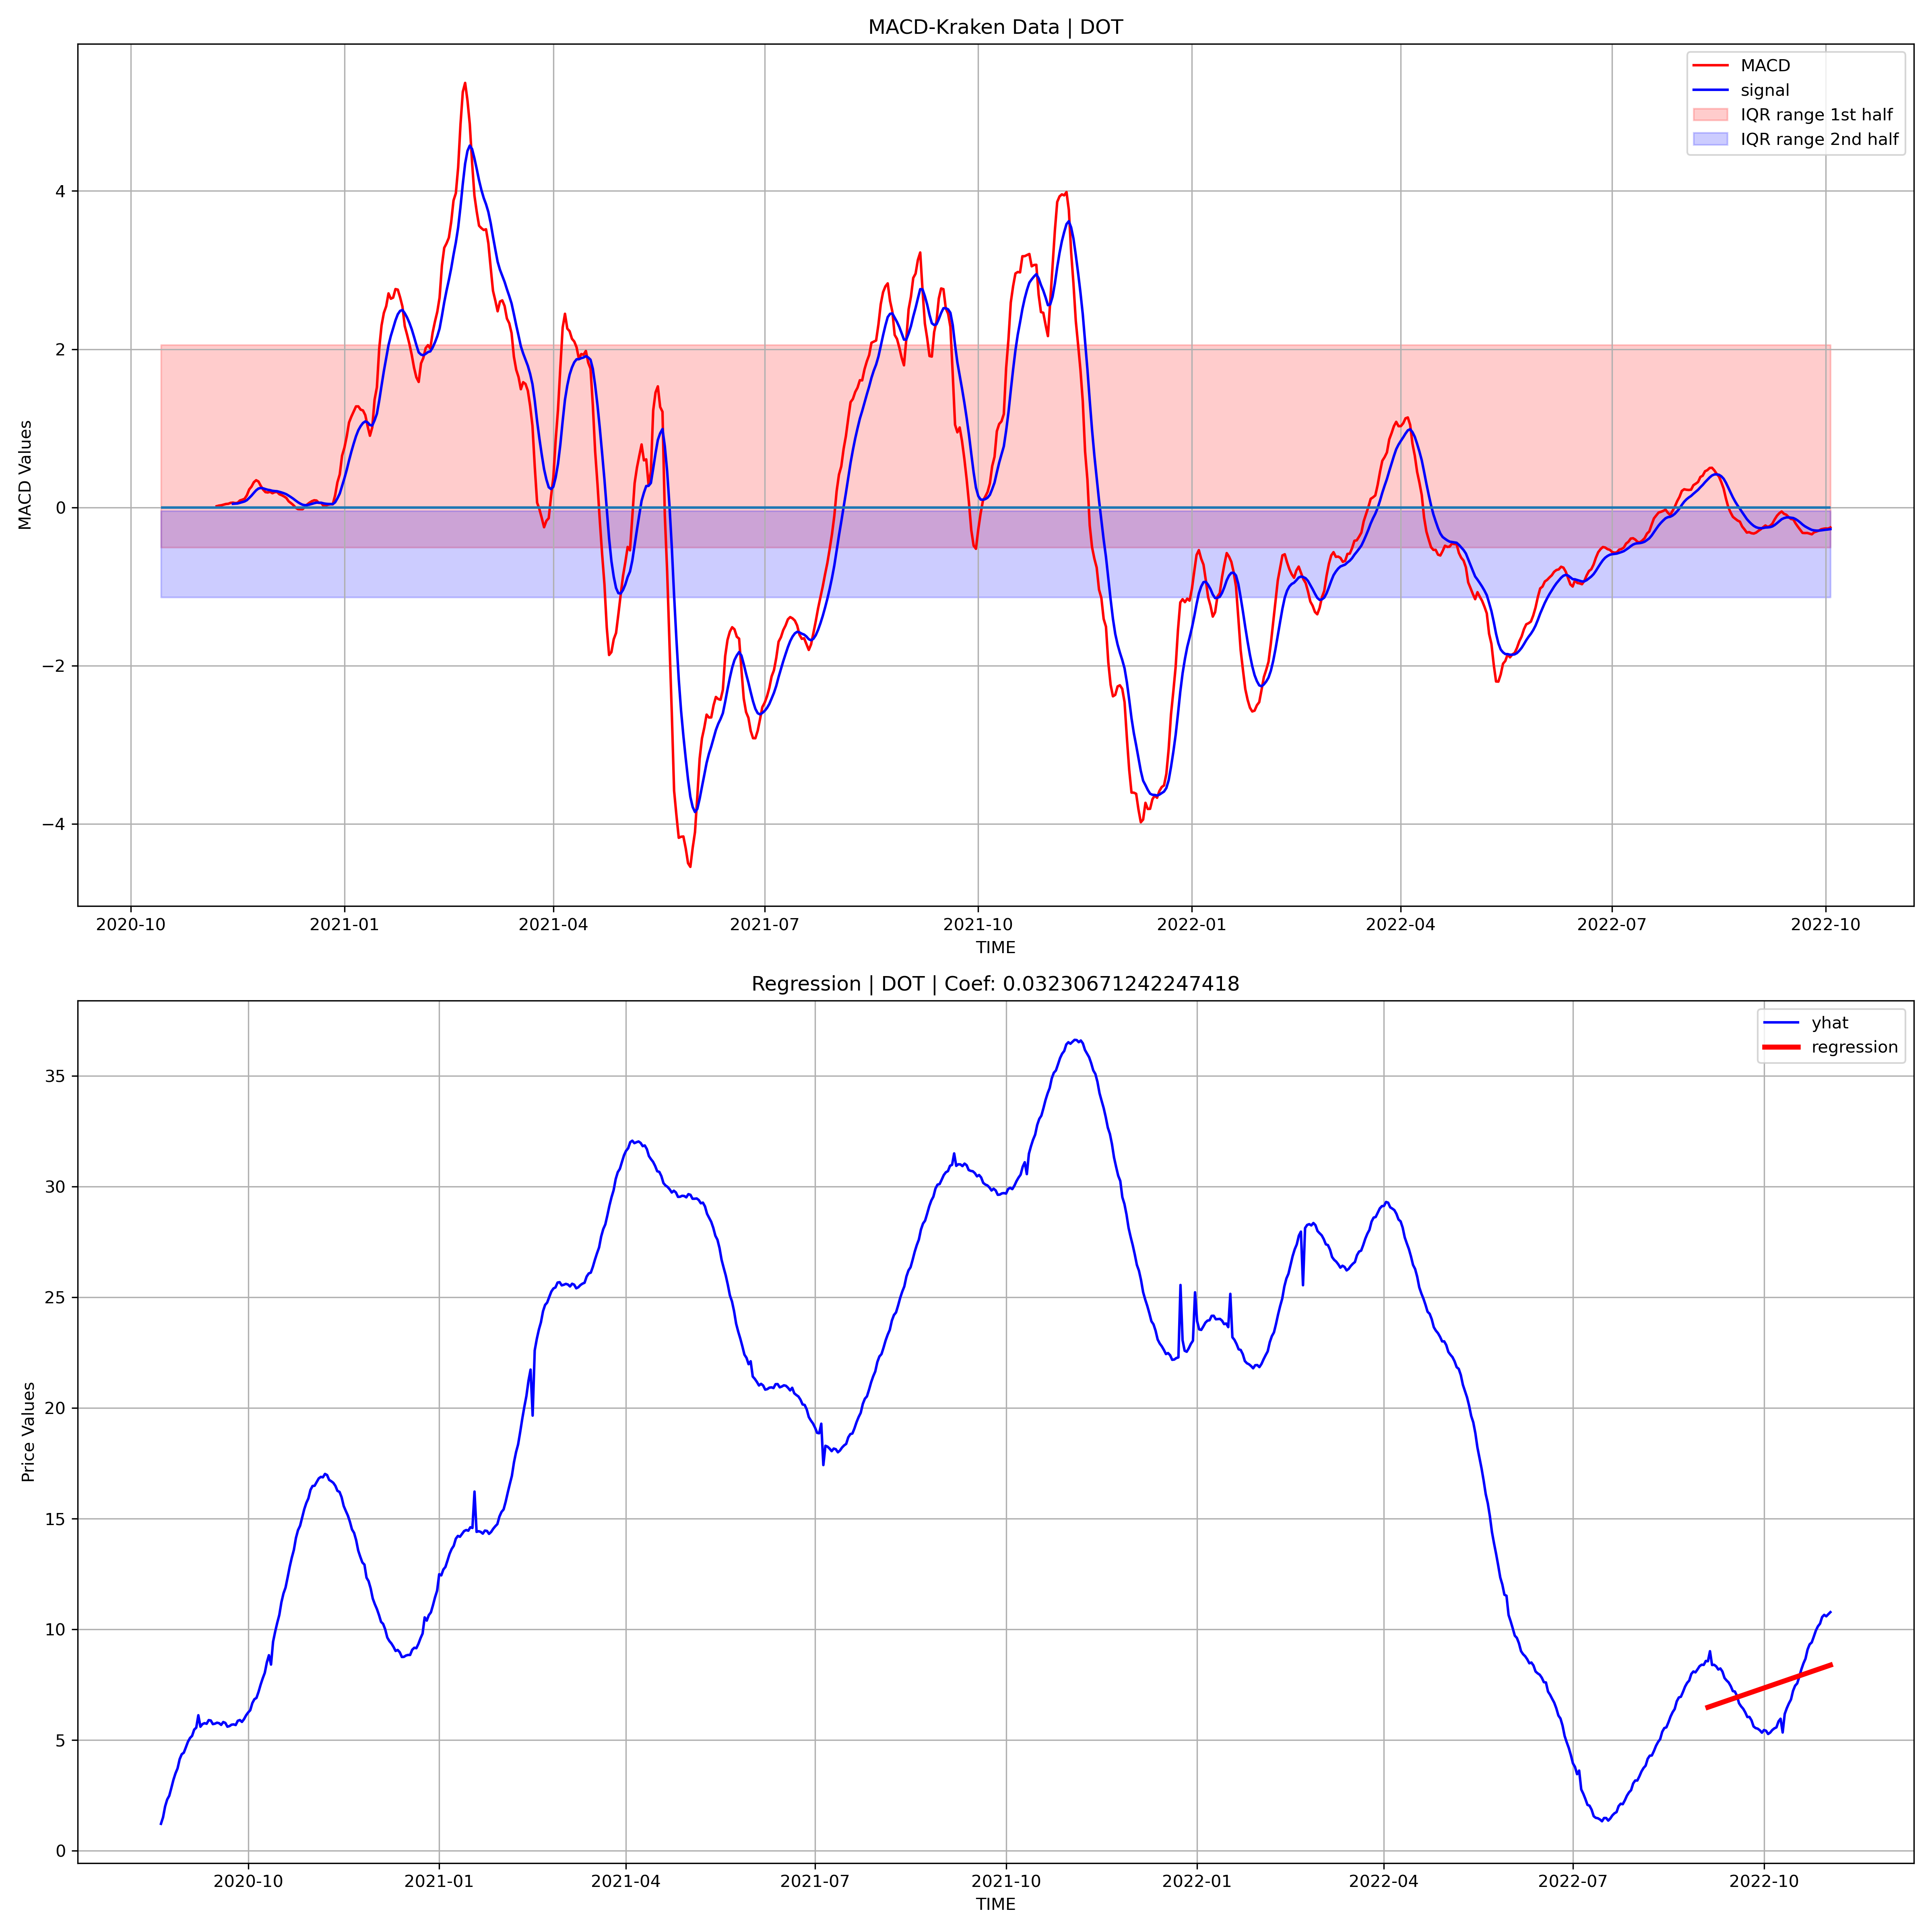 MACD-Kraken Data | DOT
MACD
signal
IQR range 1st half
IQR range 2nd half
MACD Values
4
2
0
−2
−4
2020-10 2021-01 2021-04 2021-07 2021-10 2022-01 2022-04 2022-07 2022-10
TIME
Regression | DOT | Coef: 0.03230671242247418
yhat
regression
Price Values
35
30
25
20
15
10
5
0
2020-10 2021-01 2021-04 2021-07 2021-10 2022-01 2022-04 2022-07 2022-10
TIME